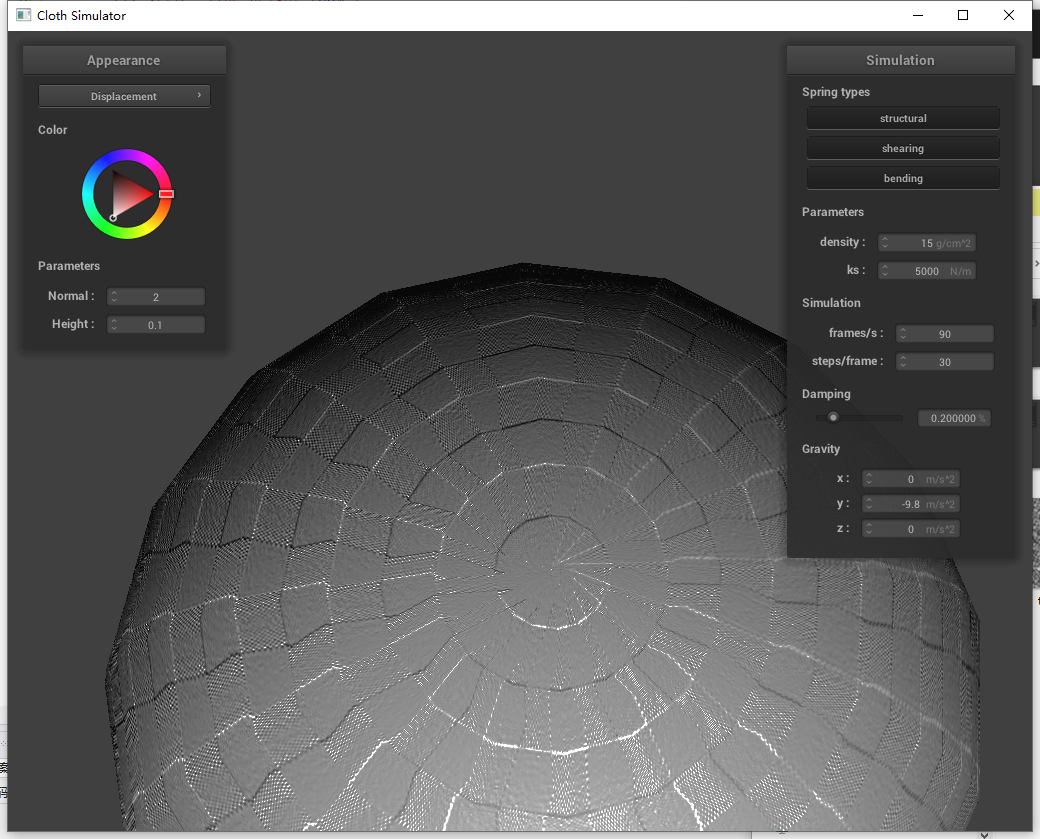 Cloth Simulator
Appearance
Displacement
Color
Parameters
Normal : 2
Height : 0.1
Simulation
Spring types
structural
shearing
bending
Parameters
density : 15 g/cm^2
ks : 5000 N/m
Simulation
frames/s : 90
steps/frame : 30
Damping
0.200000 %
Gravity
x : 0 m/s^2
y : -9.8 m/s^2
z : 0 m/s^2